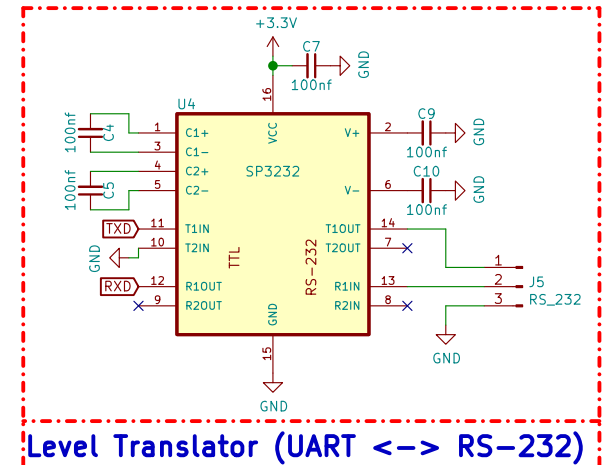 +3.3V
C7
GND
100nf
16
U4
VCC
100nf
C4
1
C1+
3
C1-
V+
2
C9
GND
100nf
SP3232
100nf
C5
4
C2+
5
C2-
V-
6
C10
GND
100nf
TXD
11
T1IN
T1OUT
14
GND
10
T2IN
T2OUT
7
TTL
RS-232
1
RXD
12
R1OUT
R1IN
13
2
J5
9
R2OUT
R2IN
8
3
RS_232
GND
15
GND
GND
Level Translator (UART <-> RS-232)